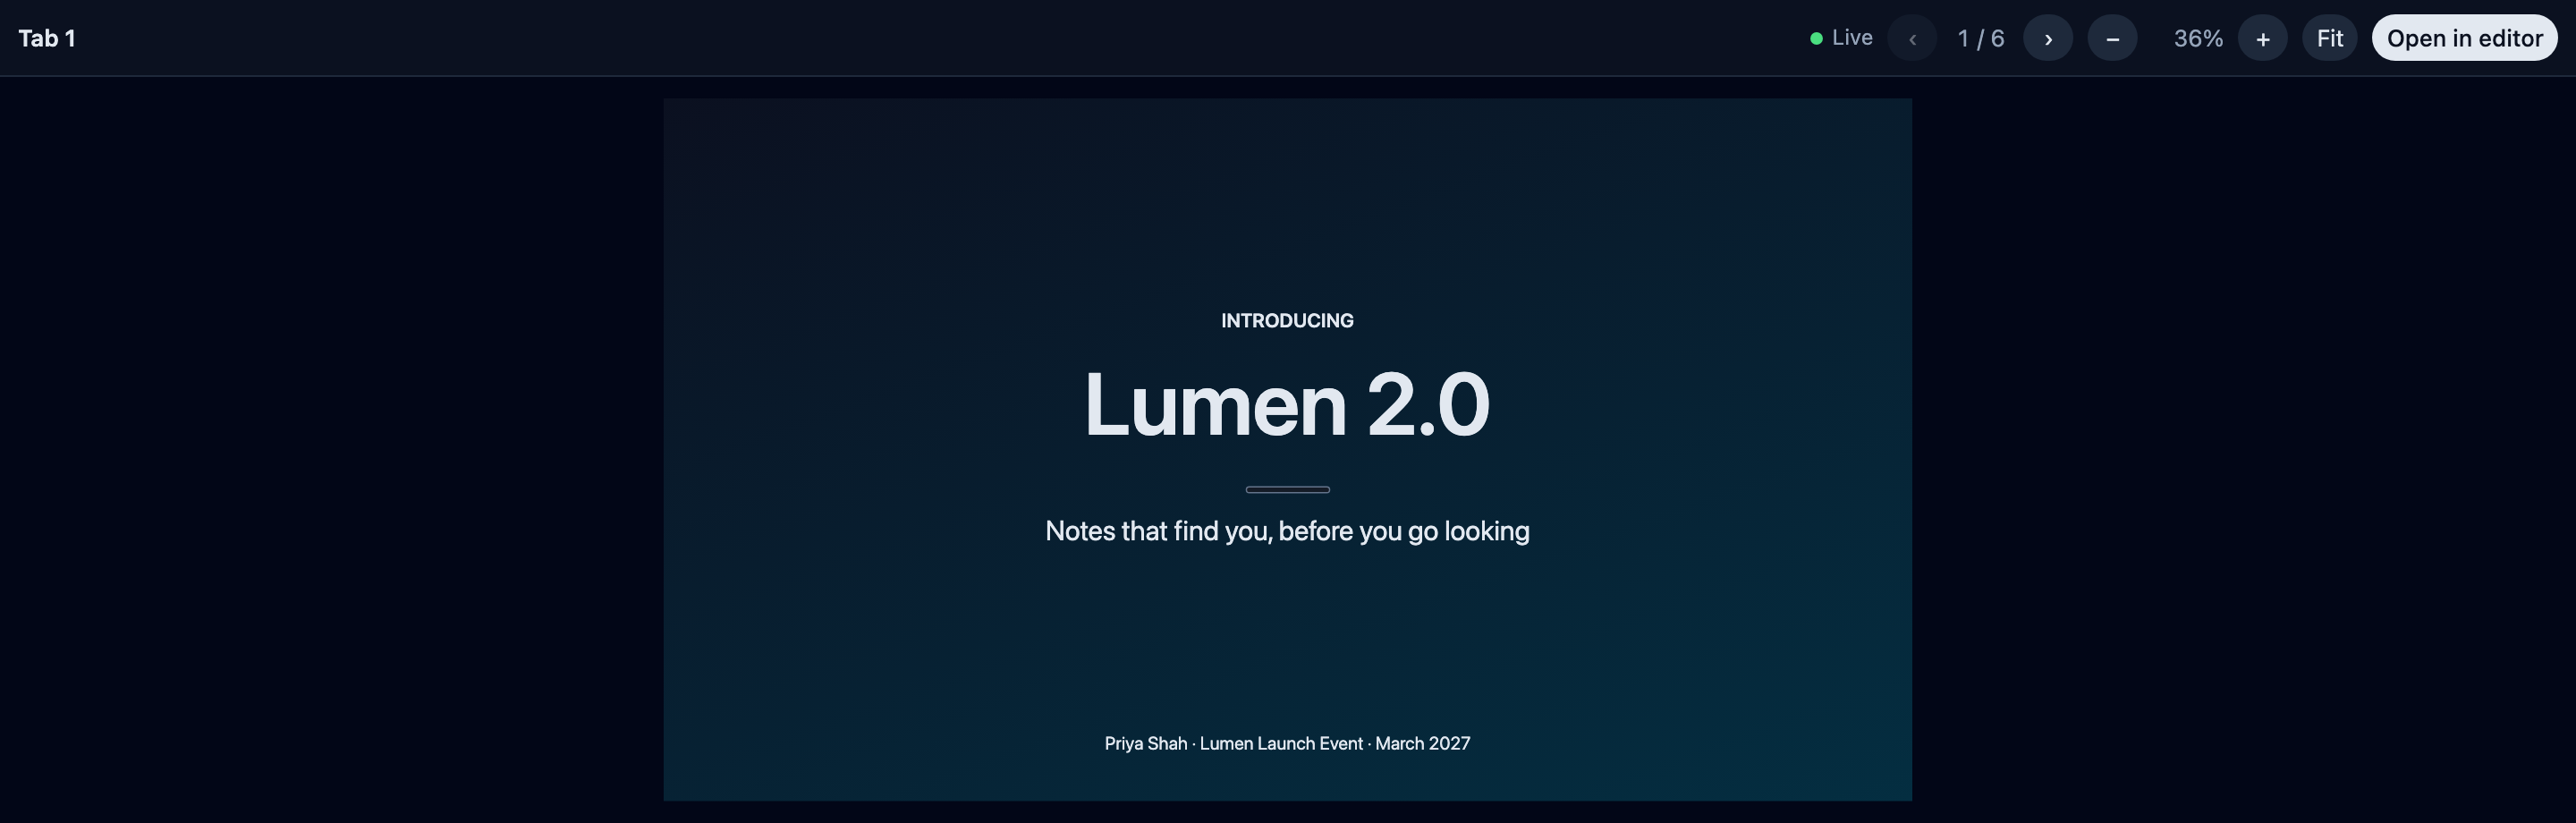 Tab 1
Live
‹
1 / 6
›
−
36%
+
Fit
Open in editor
INTRODUCING
Lumen 2.0
Notes that find you, before you go looking
Priya Shah · Lumen Launch Event · March 2027